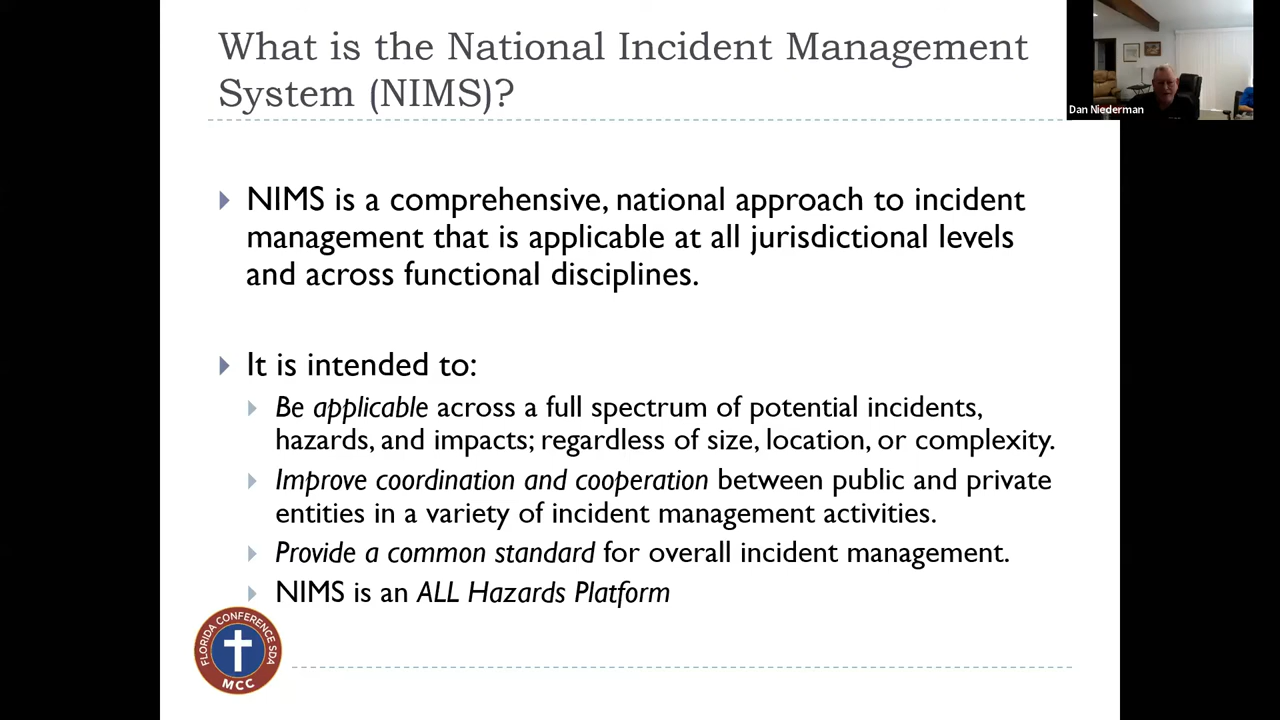 What is the National Incident Management
System (NIMS)?
Dan Niederman
NIMS is a comprehensive, national approach to incident
management that is applicable at all jurisdictional levels
and across functional disciplines.
It is intended to:
Be applicable across a full spectrum of potential incidents,
hazards, and impacts; regardless of size, location, or complexity.
Improve coordination and cooperation between public and private
entities in a variety of incident management activities.
Provide a common standard for overall incident management.
NIMS is an ALL Hazards Platform
FLORIDA CONFERENCE SDA
MCC